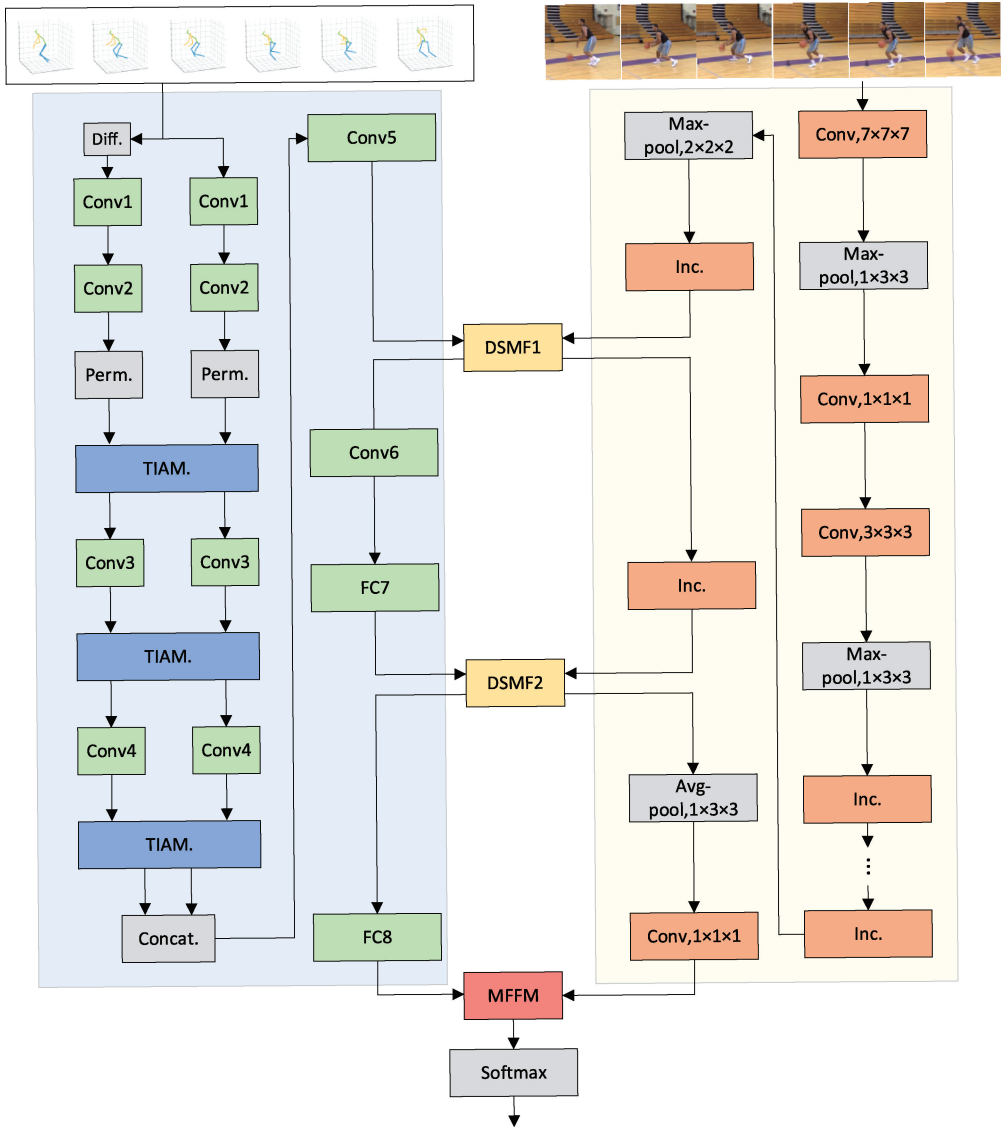 Diff.
Conv1
Conv1
Conv2
Conv2
Perm.
Perm.
TIAM.
Conv3
Conv3
TIAM.
Conv4
Conv4
TIAM.
Concat.
Conv5
Conv6
FC7
FC8
DSMF1
DSMF2
MFFM
Softmax
Max-
pool,2×2×2
Inc.
Inc.
Avg-
pool,1×3×3
Conv,1×1×1
Conv,7×7×7
Max-
pool,1×3×3
Conv,1×1×1
Conv,3×3×3
Max-
pool,1×3×3
Inc.
⋮
Inc.